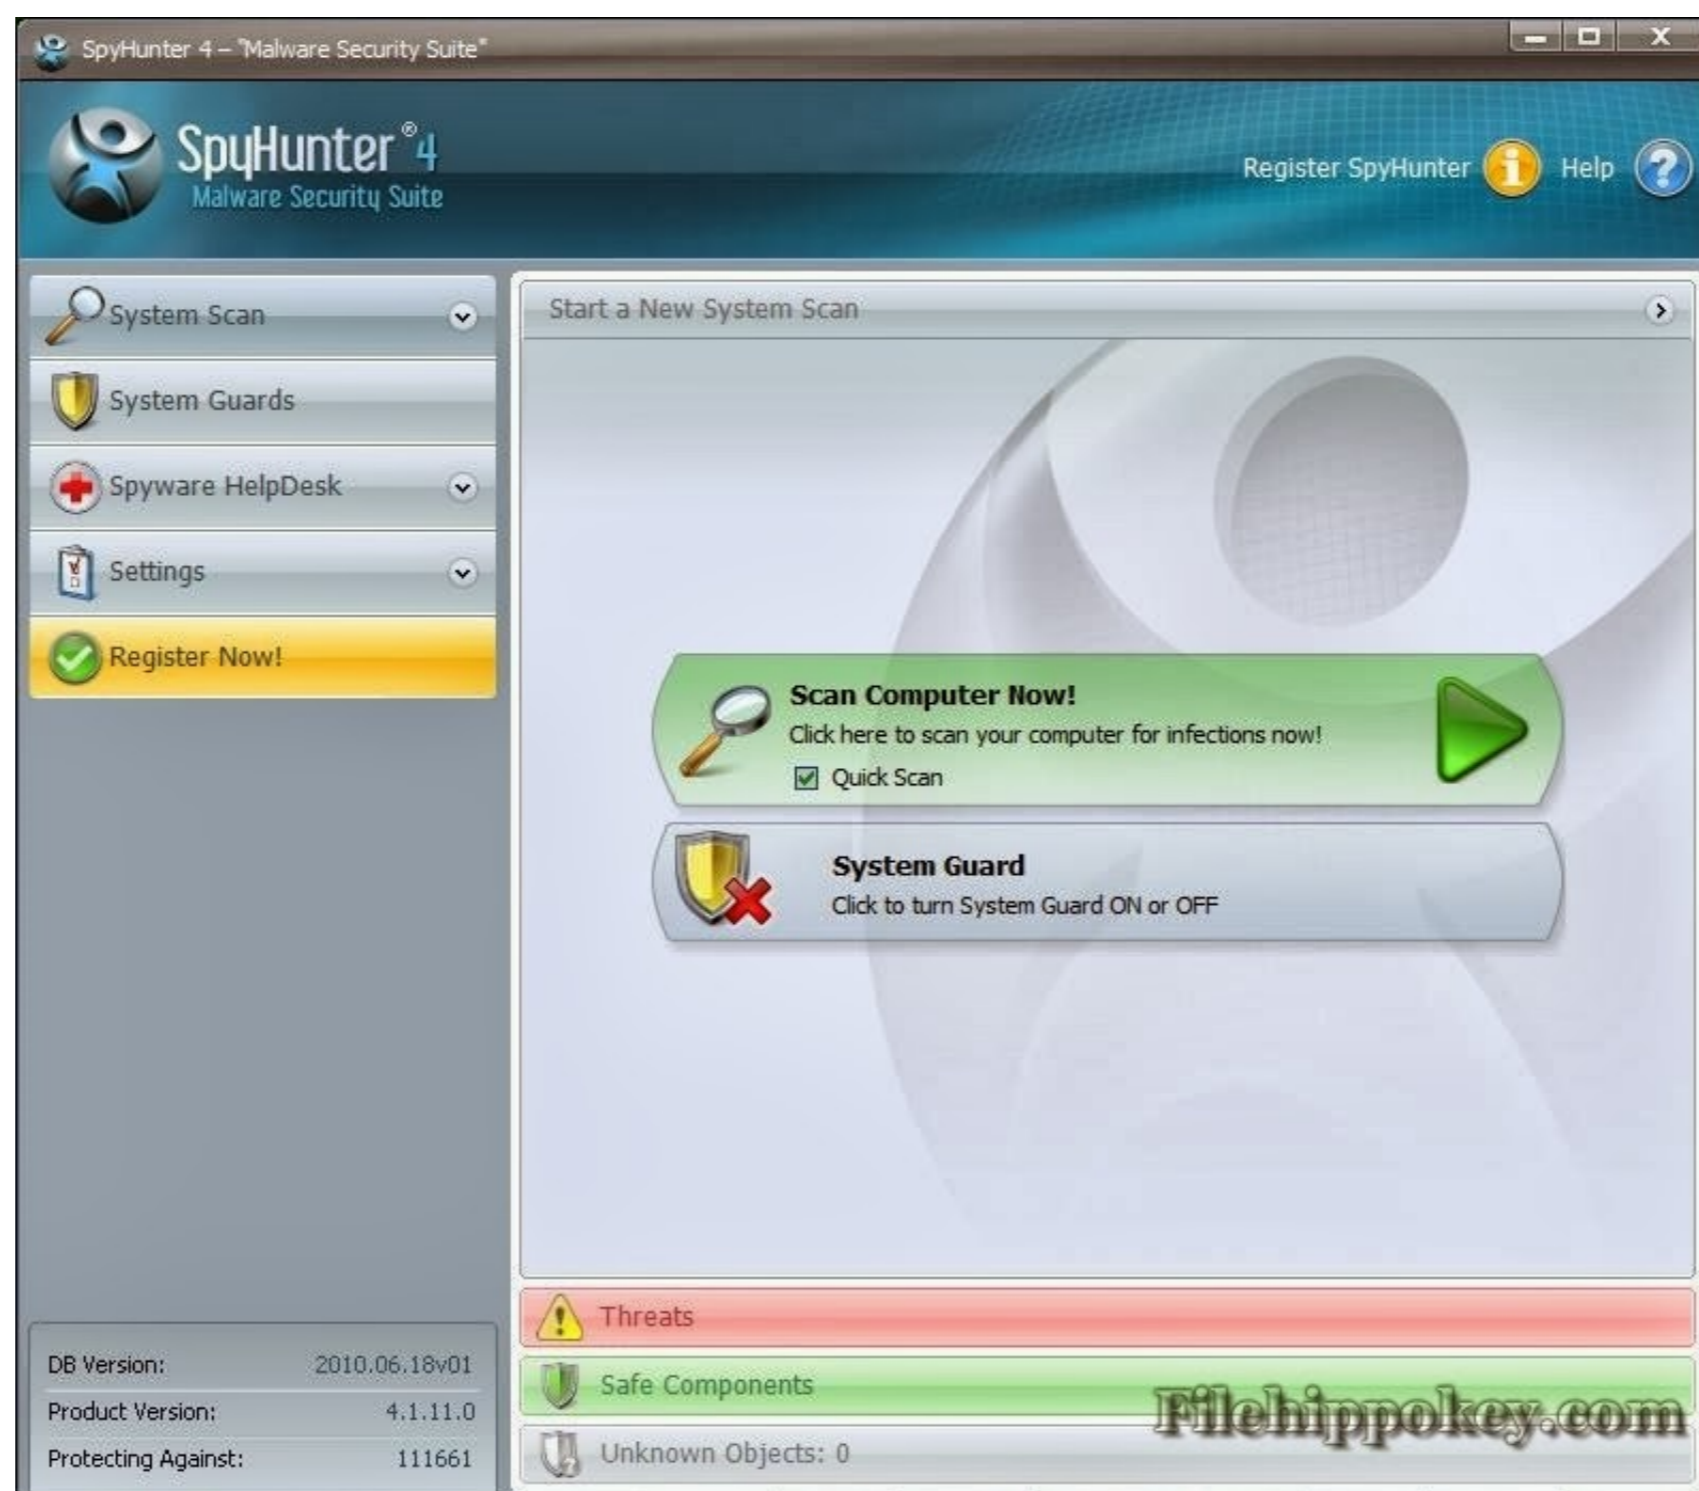 SpyHunter 4 – "Malware Security Suite"
SpyHunter® 4
Malware Security Suite
Register SpyHunter
Help
System Scan
System Guards
Spyware HelpDesk
Settings
Register Now!
Start a New System Scan
Scan Computer Now!
Click here to scan your computer for infections now!
Quick Scan
System Guard
Click to turn System Guard ON or OFF
Threats
Safe Components
Unknown Objects: 0
DB Version: 2010.06.18v01
Product Version: 4.1.11.0
Protecting Against: 111661
Filehippokey.com